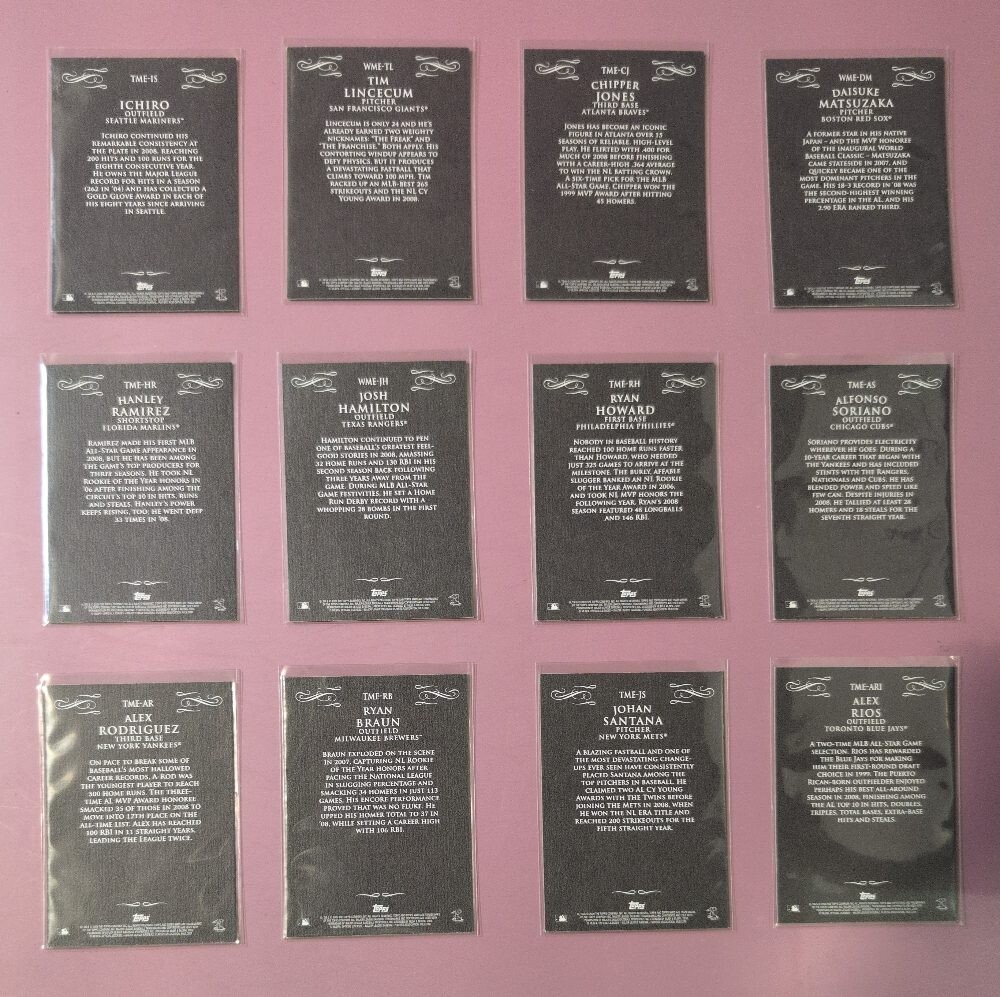 TME-IS
ICHIRO
OUTFIELD
SEATTLE MARINERS®
ICHIRO CONTINUED HIS
REMARKABLE CONSISTENCY AT
THE PLATE IN 2008, REACHING
200 HITS AND 100 RUNS FOR THE
EIGHTH CONSECUTIVE YEAR.
HE OWNS THE MAJOR LEAGUE
RECORD FOR HITS IN A SEASON
(262 IN '04) AND HAS COLLECTED A
GOLD GLOVE AWARD IN EACH OF
HIS EIGHT YEARS SINCE ARRIVING
IN SEATTLE.
Topps
WME-TL
TIM
LINCECUM
PITCHER
SAN FRANCISCO GIANTS®
LINCECUM IS ONLY 24 AND HE'S
ALREADY EARNED TWO WEIGHTY
NICKNAMES: "THE FREAK" AND
"THE FRANCHISE." BOTH APPLY. HIS
CONTORTING WINDUP APPEARS TO
DEFY PHYSICS, BUT IT PRODUCES
A DEVASTATING FASTBALL THAT
CLIMBS TOWARD 100 MPH. TIM
RACKED UP AN MLB-BEST 265
STRIKEOUTS AND THE NL CY
YOUNG AWARD IN 2008.
Topps
TME-CJ
CHIPPER
JONES
THIRD BASE
ATLANTA BRAVES™
JONES HAS BECOME AN ICONIC
FIGURE IN ATLANTA OVER 15
SEASONS OF RELIABLE, HIGH-LEVEL
PLAY. HE FLIRTED WITH .400 FOR
MUCH OF 2008 BEFORE FINISHING
WITH A CAREER-HIGH .364 AVERAGE
TO WIN THE NL BATTING CROWN.
A SIX-TIME PICK FOR THE MLB
ALL-STAR GAME, CHIPPER WON THE
1999 MVP AWARD AFTER HITTING
45 HOMERS.
Topps
WME-DM
DAISUKE
MATSUZAKA
PITCHER
BOSTON RED SOX®
A FORMER STAR IN HIS NATIVE
JAPAN – AND THE MVP HONOREE
OF THE INAUGURAL WORLD
BASEBALL CLASSIC – MATSUZAKA
CAME STATESIDE IN 2007, AND
QUICKLY BECAME ONE OF THE
MOST DOMINANT PITCHERS IN THE
GAME. HIS 18-3 RECORD IN '08 WAS
THE SECOND-HIGHEST WINNING
PERCENTAGE IN THE AL, AND HIS
2.90 ERA RANKED THIRD.
Topps
TME-HR
HANLEY
RAMIREZ
SHORTSTOP
FLORIDA MARLINS®
RAMIREZ MADE HIS FIRST MLB
ALL-STAR GAME APPEARANCE IN
2008, BUT HE HAS BEEN AMONG
THE GAME'S TOP PRODUCERS FOR
THREE SEASONS. HE TOOK NL
ROOKIE OF THE YEAR HONORS IN
'06 AFTER FINISHING AMONG THE
CIRCUIT'S TOP 10 IN HITS, RUNS
AND STEALS. HANLEY'S POWER
KEEPS RISING, TOO; HE WENT DEEP
33 TIMES IN '08.
Topps
WME-JH
JOSH
HAMILTON
OUTFIELD
TEXAS RANGERS®
HAMILTON CONTINUED TO PEN
ONE OF BASEBALL'S GREATEST FEEL-
GOOD STORIES IN 2008, AMASSING
32 HOME RUNS AND 130 RBI IN HIS
SECOND SEASON BACK FOLLOWING
THREE YEARS AWAY FROM THE
GAME. DURING MLB ALL-STAR
GAME FESTIVITIES, HE SET A HOME
RUN DERBY RECORD WITH A
WHOPPING 28 BOMBS IN THE FIRST
ROUND.
Topps
TME-RH
RYAN
HOWARD
FIRST BASE
PHILADELPHIA PHILLIES®
NOBODY IN BASEBALL HISTORY
REACHED 100 HOME RUNS FASTER
THAN HOWARD, WHO NEEDED
JUST 325 GAMES TO ARRIVE AT THE
MILESTONE. THE BURLY, AFFABLE
SLUGGER BANKED AN NL ROOKIE
OF THE YEAR AWARD IN 2006,
AND TOOK NL MVP HONORS THE
FOLLOWING YEAR. RYAN'S 2008
SEASON FEATURED 48 LONGBALLS
AND 146 RBI.
Topps
TME-AS
ALFONSO
SORIANO
OUTFIELD
CHICAGO CUBS®
SORIANO PROVIDES ELECTRICITY
WHEREVER HE GOES. DURING A
10-YEAR CAREER THAT BEGAN WITH
THE YANKEES AND HAS INCLUDED
STINTS WITH THE RANGERS,
NATIONALS AND CUBS, HE HAS
BLENDED POWER AND SPEED LIKE
FEW CAN. DESPITE INJURIES IN
2008, HE TALLIED AT LEAST 28
HOMERS AND 18 STEALS FOR THE
SEVENTH STRAIGHT YEAR.
Topps
TME-AR
ALEX
RODRIGUEZ
THIRD BASE
NEW YORK YANKEES®
ON PACE TO BREAK SOME OF
BASEBALL'S MOST HALLOWED
CAREER RECORDS, A-ROD WAS
THE YOUNGEST PLAYER TO REACH
500 HOME RUNS. THE THREE-
TIME AL MVP AWARD HONOREE
SMACKED 35 OF THOSE IN 2008 TO
MOVE INTO 12TH PLACE ON THE
ALL-TIME LIST. ALEX HAS REACHED
100 RBI IN 11 STRAIGHT YEARS,
LEADING THE LEAGUE TWICE.
Topps
TME-RB
RYAN
BRAUN
OUTFIELD
MILWAUKEE BREWERS™
BRAUN EXPLODED ON THE SCENE
IN 2007, CAPTURING NL ROOKIE
OF THE YEAR HONORS AFTER
PACING THE NATIONAL LEAGUE
IN SLUGGING PERCENTAGE AND
SMACKING 34 HOMERS IN JUST 113
GAMES. HIS ENCORE PERFORMANCE
PROVED THAT WAS NO FLUKE. HE
UPPED HIS HOMER TOTAL TO 37 IN
'08, WHILE SETTING A CAREER HIGH
WITH 106 RBI.
Topps
TME-JS
JOHAN
SANTANA
PITCHER
NEW YORK METS®
A BLAZING FASTBALL AND ONE OF
THE MOST DEVASTATING CHANGE-
UPS EVER SEEN HAVE CONSISTENTLY
PLACED SANTANA AMONG THE
TOP PITCHERS IN BASEBALL. HE
CLAIMED TWO AL CY YOUNG
AWARDS WITH THE TWINS BEFORE
JOINING THE METS IN 2008, WHEN
HE WON THE NL ERA TITLE AND
REACHED 200 STRIKEOUTS FOR THE
FIFTH STRAIGHT YEAR.
Topps
TME-ARI
ALEX
RIOS
OUTFIELD
TORONTO BLUE JAYS®
A TWO-TIME MLB ALL-STAR GAME
SELECTION, RIOS HAS REWARDED
THE BLUE JAYS FOR MAKING
HIM THEIR FIRST-ROUND DRAFT
CHOICE IN 1999. THE PUERTO
RICAN-BORN OUTFIELDER ENJOYED
PERHAPS HIS BEST ALL-AROUND
SEASON IN 2008, FINISHING AMONG
THE AL TOP 10 IN HITS, DOUBLES,
TRIPLES, TOTAL BASES, EXTRA-BASE
HITS AND STEALS.
Topps